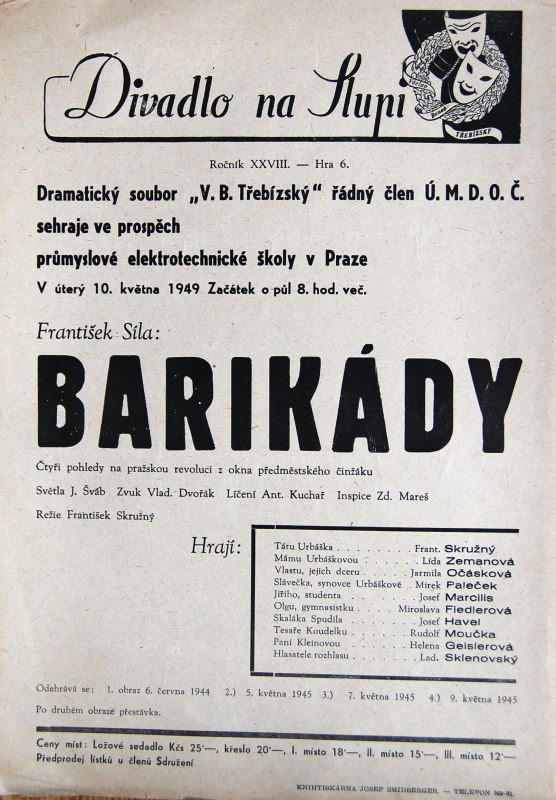 Divadlo na Slupi
TŘEBÍZSKÝ
Ročník XXVIII. — Hra 6.
Dramatický soubor „V. B. Třebízský“ řádný člen Ú. M. D. O. Č.
sehraje ve prospěch
průmyslové elektrotechnické školy v Praze
V úterý 10. května 1949 Začátek o půl 8. hod. več.
František Síla:
BARIKÁDY
Čtyři pohledy na pražskou revoluci z okna předměstského činžáku
Světla J. Šváb Zvuk Vlad. Dvořák Líčení Ant. Kuchař Inspice Zd. Mareš
Režie František Skružný
Hrají:
Tátu Urbáška . . . . . . . . Frant. Skružný
Mámu Urbáškovou . . . . . Lída Zemanová
Vlastu, jejich dceru . . . . . Jarmila Očásková
Slávečka, synovce Urbáškově Mirek Paleček
Jiřího, studenta . . . . . . . Josef Marcilis
Olgu, gymnasistku . . . . Miroslava Fiedlerová
Skaláka Spudila . . . . . . . Josef Havel
Tesaře Koudelku . . . . . Rudolf Moučka
Paní Kleinovou . . . . . . Helena Geislerová
Hlasatele rozhlasu . . . . . . Lad. Sklenovský
Odehrává se; 1. obraz 6. června 1944 2.) 5. května 1945 3.) 7. května 1945 4.) 9. května 1945
Po druhém obraze přestávka.
Ceny míst: Ložové sedadlo Kčs 25·—, křeslo 20·—, I. místo 18·—, II. místo 15·—, III. místo 12·—
Předprodej lístků u členů Sdružení
KNIHTISKÁRNA JOSEF SMIDBERGER. — TELEFON 369-91.